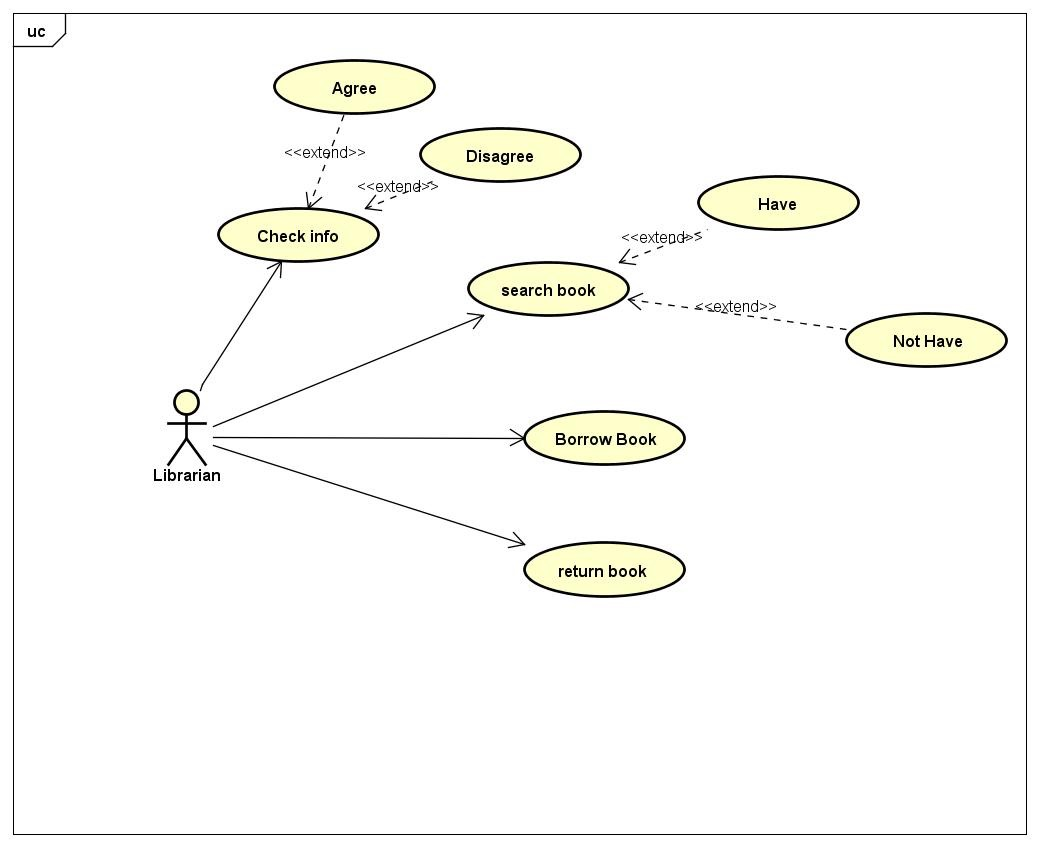 uc
Agree
<<extend>>
Disagree
<<extend>>
Have
Check info
<<extend>>
search book
<<extend>>
Not Have
Borrow Book
Librarian
return book